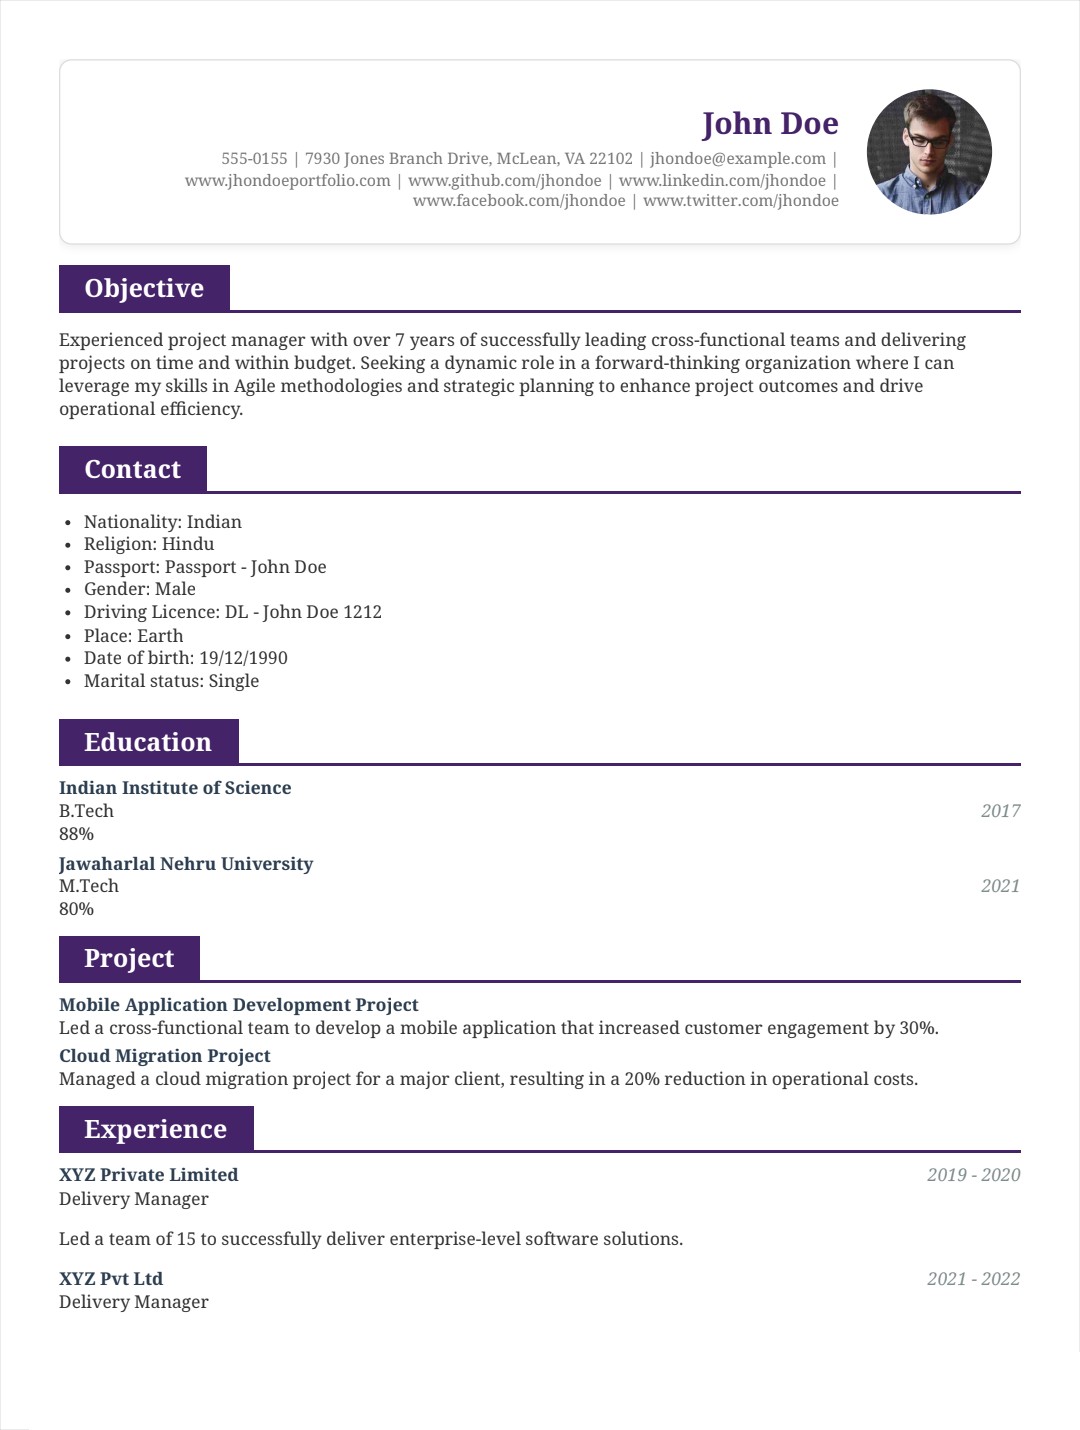 John Doe
555-0155 | 7930 Jones Branch Drive, McLean, VA 22102 | jhondoe@example.com |
www.jhondoeportfolio.com | www.github.com/jhondoe | www.linkedin.com/jhondoe |
www.facebook.com/jhondoe | www.twitter.com/jhondoe
Objective
Experienced project manager with over 7 years of successfully leading cross-functional teams and delivering
projects on time and within budget. Seeking a dynamic role in a forward-thinking organization where I can
leverage my skills in Agile methodologies and strategic planning to enhance project outcomes and drive
operational efficiency.
Contact
• Nationality: Indian
• Religion: Hindu
• Passport: Passport - John Doe
• Gender: Male
• Driving Licence: DL - John Doe 1212
• Place: Earth
• Date of birth: 19/12/1990
• Marital status: Single
Education
Indian Institute of Science
B.Tech 2017
88%
Jawaharlal Nehru University
M.Tech 2021
80%
Project
Mobile Application Development Project
Led a cross-functional team to develop a mobile application that increased customer engagement by 30%.
Cloud Migration Project
Managed a cloud migration project for a major client, resulting in a 20% reduction in operational costs.
Experience
XYZ Private Limited 2019 - 2020
Delivery Manager
Led a team of 15 to successfully deliver enterprise-level software solutions.
XYZ Pvt Ltd 2021 - 2022
Delivery Manager